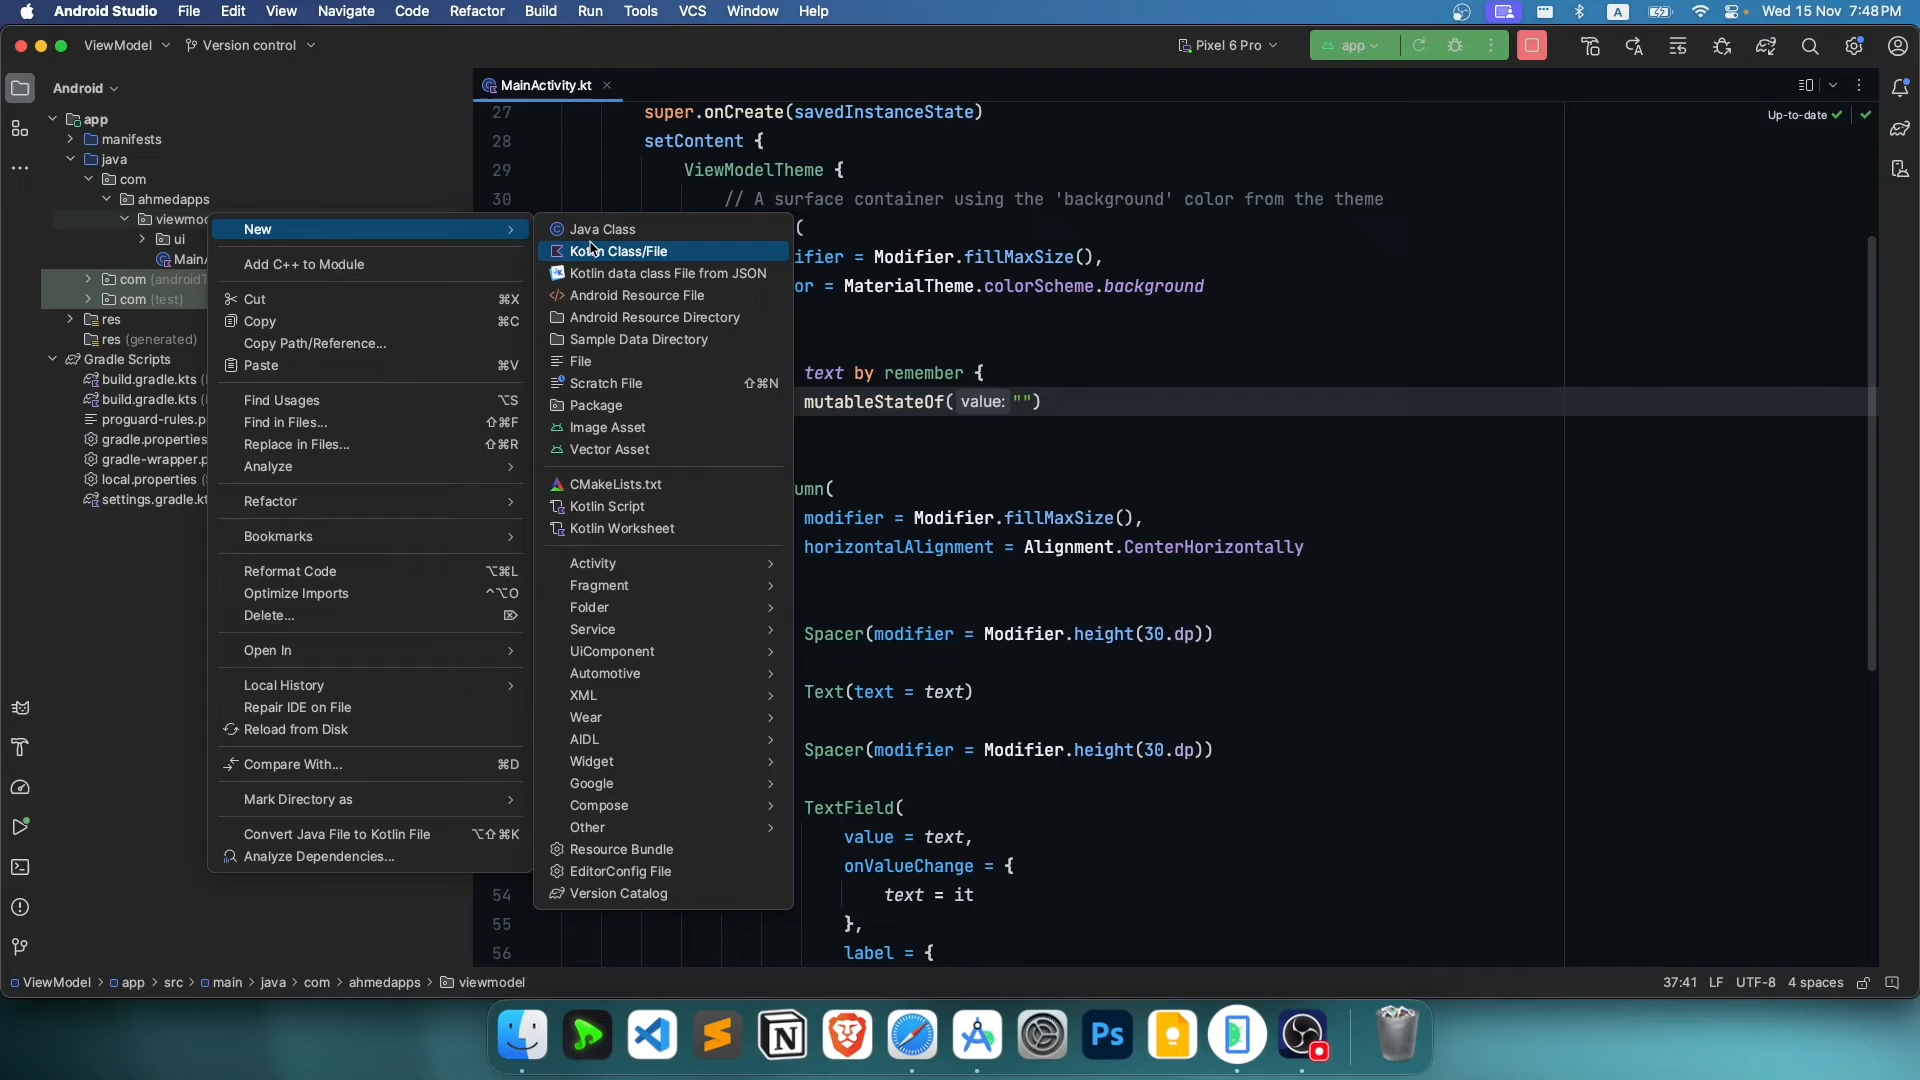 Android Studio File Edit View Navigate Code Refactor Build Run Tools VCS Window Help A Wed 15 Nov 7:48 PM
ViewModel Version control Pixel 6 Pro app
Android
app
manifests
java
com
ahmedapps
viewmo
ui
Main
com (androidT
com (test)
res
res (generated)
Gradle Scripts
build.gradle.kts (
build.gradle.kts (
proguard-rules.p
gradle.properties
gradle-wrapper.p
local.properties (
settings.gradle.kt
New
Add C++ to Module
Cut ⌘X
Copy ⌘C
Copy Path/Reference...
Paste ⌘V
Find Usages ⌥S
Find in Files... ⇧⌘F
Replace in Files... ⇧⌘R
Analyze
Refactor
Bookmarks
Reformat Code ⌥⌘L
Optimize Imports ^⌥O
Delete... ⌦
Open In
Local History
Repair IDE on File
Reload from Disk
Compare With... ⌘D
Mark Directory as
Convert Java File to Kotlin File ⌥⇧⌘K
Analyze Dependencies...
Java Class
Kotlin Class/File
Kotlin data class File from JSON
Android Resource File
Android Resource Directory
Sample Data Directory
File
Scratch File ⇧⌘N
Package
Image Asset
Vector Asset
CMakeLists.txt
Kotlin Script
Kotlin Worksheet
Activity
Fragment
Folder
Service
UiComponent
Automotive
XML
Wear
AIDL
Widget
Google
Compose
Other
Resource Bundle
EditorConfig File
Version Catalog
MainActivity.kt
Up-to-date
27 super.onCreate(savedInstanceState)
28 setContent {
29 ViewModelTheme {
30 // A surface container using the 'background' color from the theme
(
ifier = Modifier.fillMaxSize(),
or = MaterialTheme.colorScheme.background
text by remember {
mutableStateOf( value: "")
umn(
modifier = Modifier.fillMaxSize(),
horizontalAlignment = Alignment.CenterHorizontally
Spacer(modifier = Modifier.height(30.dp))
Text(text = text)
Spacer(modifier = Modifier.height(30.dp))
TextField(
value = text,
onValueChange = {
54 text = it
55 },
56 label = {
ViewModel > app > src > main > java > com > ahmedapps > viewmodel 37:41 LF UTF-8 4 spaces
Ps